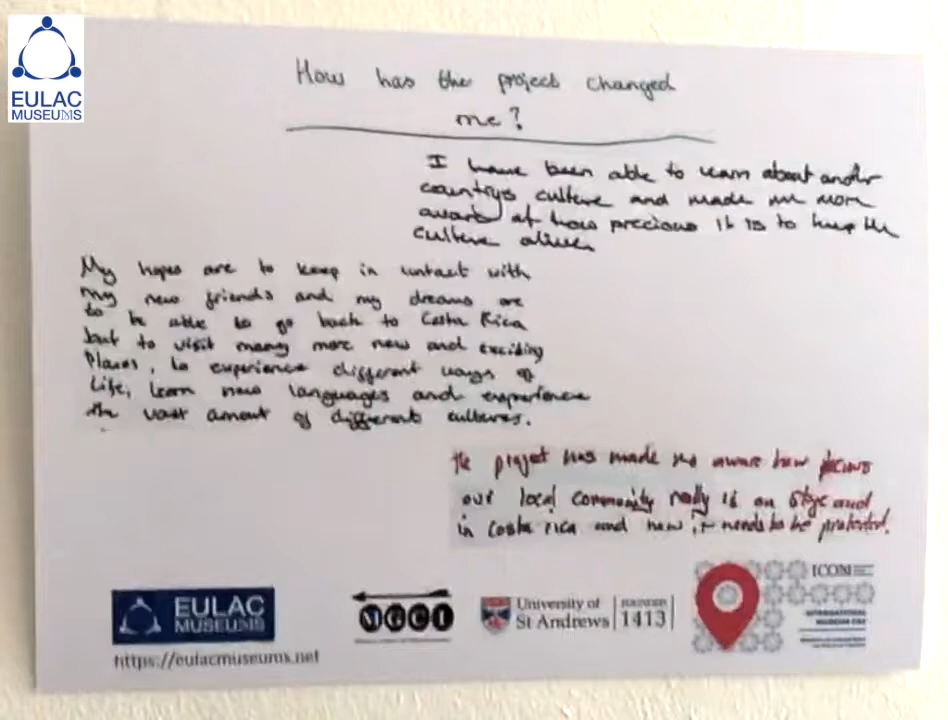 EULAC
MUSEUMS
How has the project changed
me?
I have been able to learn about another
countrys culture and made me more
aware of how precious it is to keep the
culture alive.
My hopes are to keep in contact with
my new friends and my dreams are
to be able to go back to Costa Rica
but to visit many more new and exciting
Places, to experience different ways of
Life, learn new languages and experience
the vast amount of different cultures.
the project has made me aware how precious
our local community really is on Skye and
in Costa rica and how it needs to be protected.
EULAC
MUSEUMS
https://eulacmuseums.net
MGCI
University of
St Andrews
FOUNDED
1413
ICOM
INTERNATIONAL
MUSEUM DAY